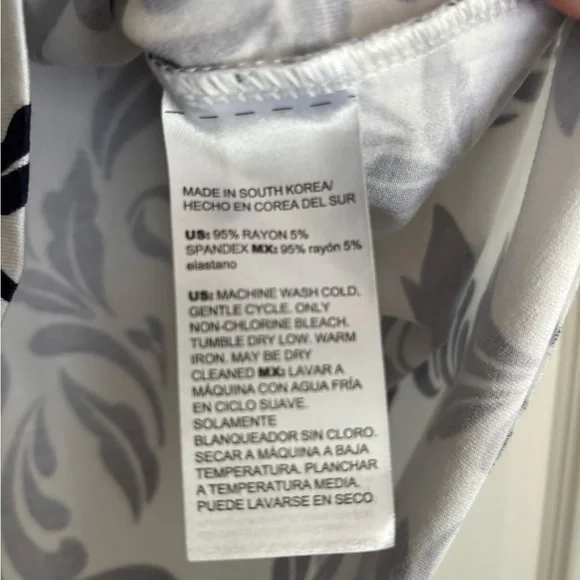 MADE IN SOUTH KOREA/
HECHO EN COREA DEL SUR
US: 95% RAYON 5%
SPANDEX MX: 95% rayón 5%
elastano
US: MACHINE WASH COLD.
GENTLE CYCLE. ONLY
NON-CHLORINE BLEACH.
TUMBLE DRY LOW. WARM
IRON. MAY BE DRY
CLEANED MX: LAVAR A
MÁQUINA CON AGUA FRÍA
EN CICLO SUAVE.
SOLAMENTE
BLANQUEADOR SIN CLORO.
SECAR A MÁQUINA A BAJA
TEMPERATURA. PLANCHAR
A TEMPERATURA MEDIA.
PUEDE LAVARSE EN SECO